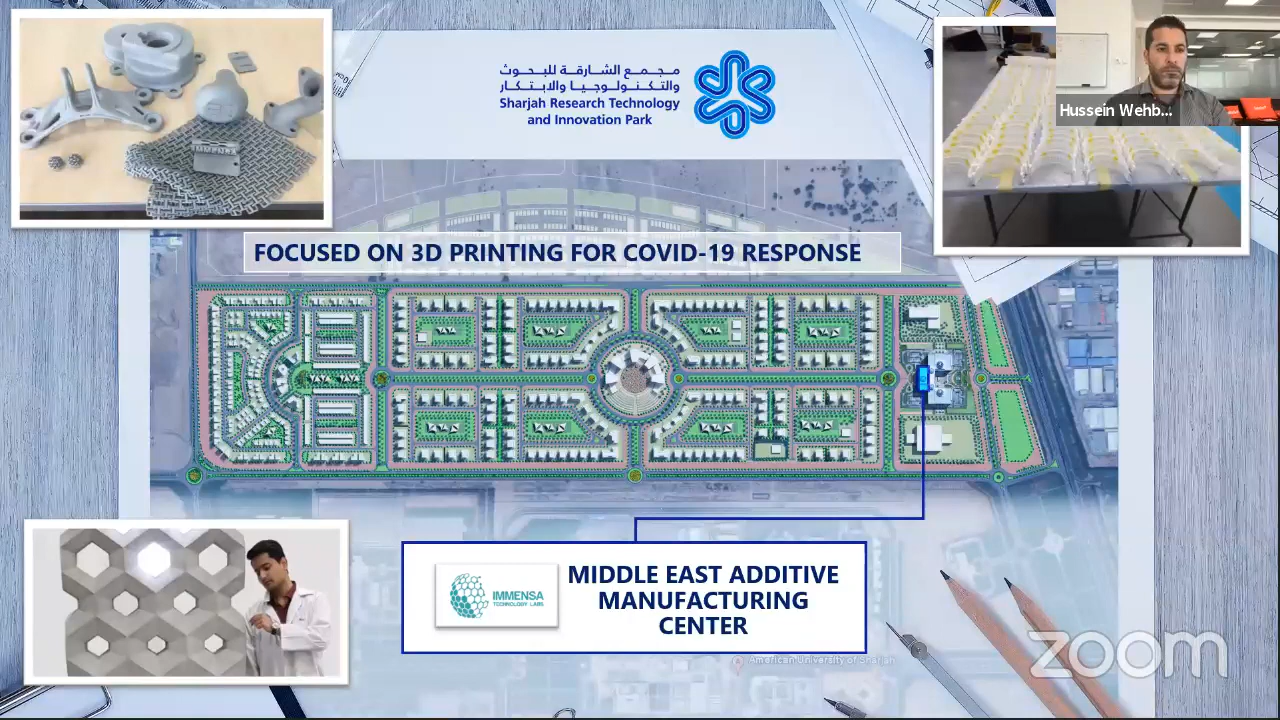 مجمع الشارقة للبحوث
والتكنولوجيا والابتكار
Sharjah Research Technology
and Innovation Park
Hussein Wehb...
FOCUSED ON 3D PRINTING FOR COVID-19 RESPONSE
IMMENSA
TECHNOLOGY LABS
MIDDLE EAST ADDITIVE
MANUFACTURING
CENTER
zoom
American University of Sharjah